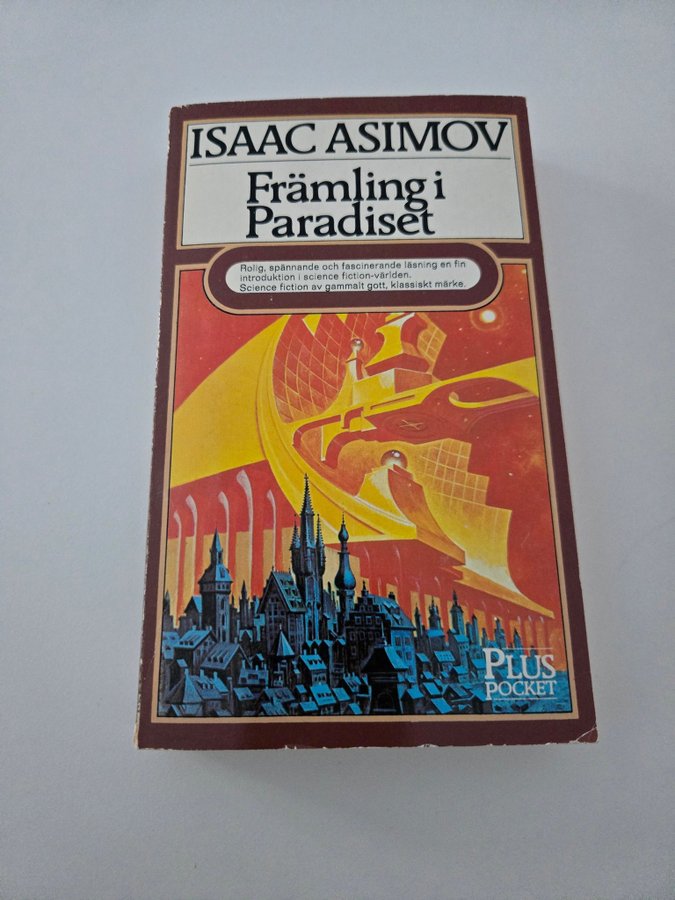 ISAAC ASIMOV
Främling i
Paradiset
Rolig, spännande och fascinerande läsning en fin
introduktion i science fiction-världen.
Science fiction av gammalt gott, klassiskt märke.
PLUS
POCKET